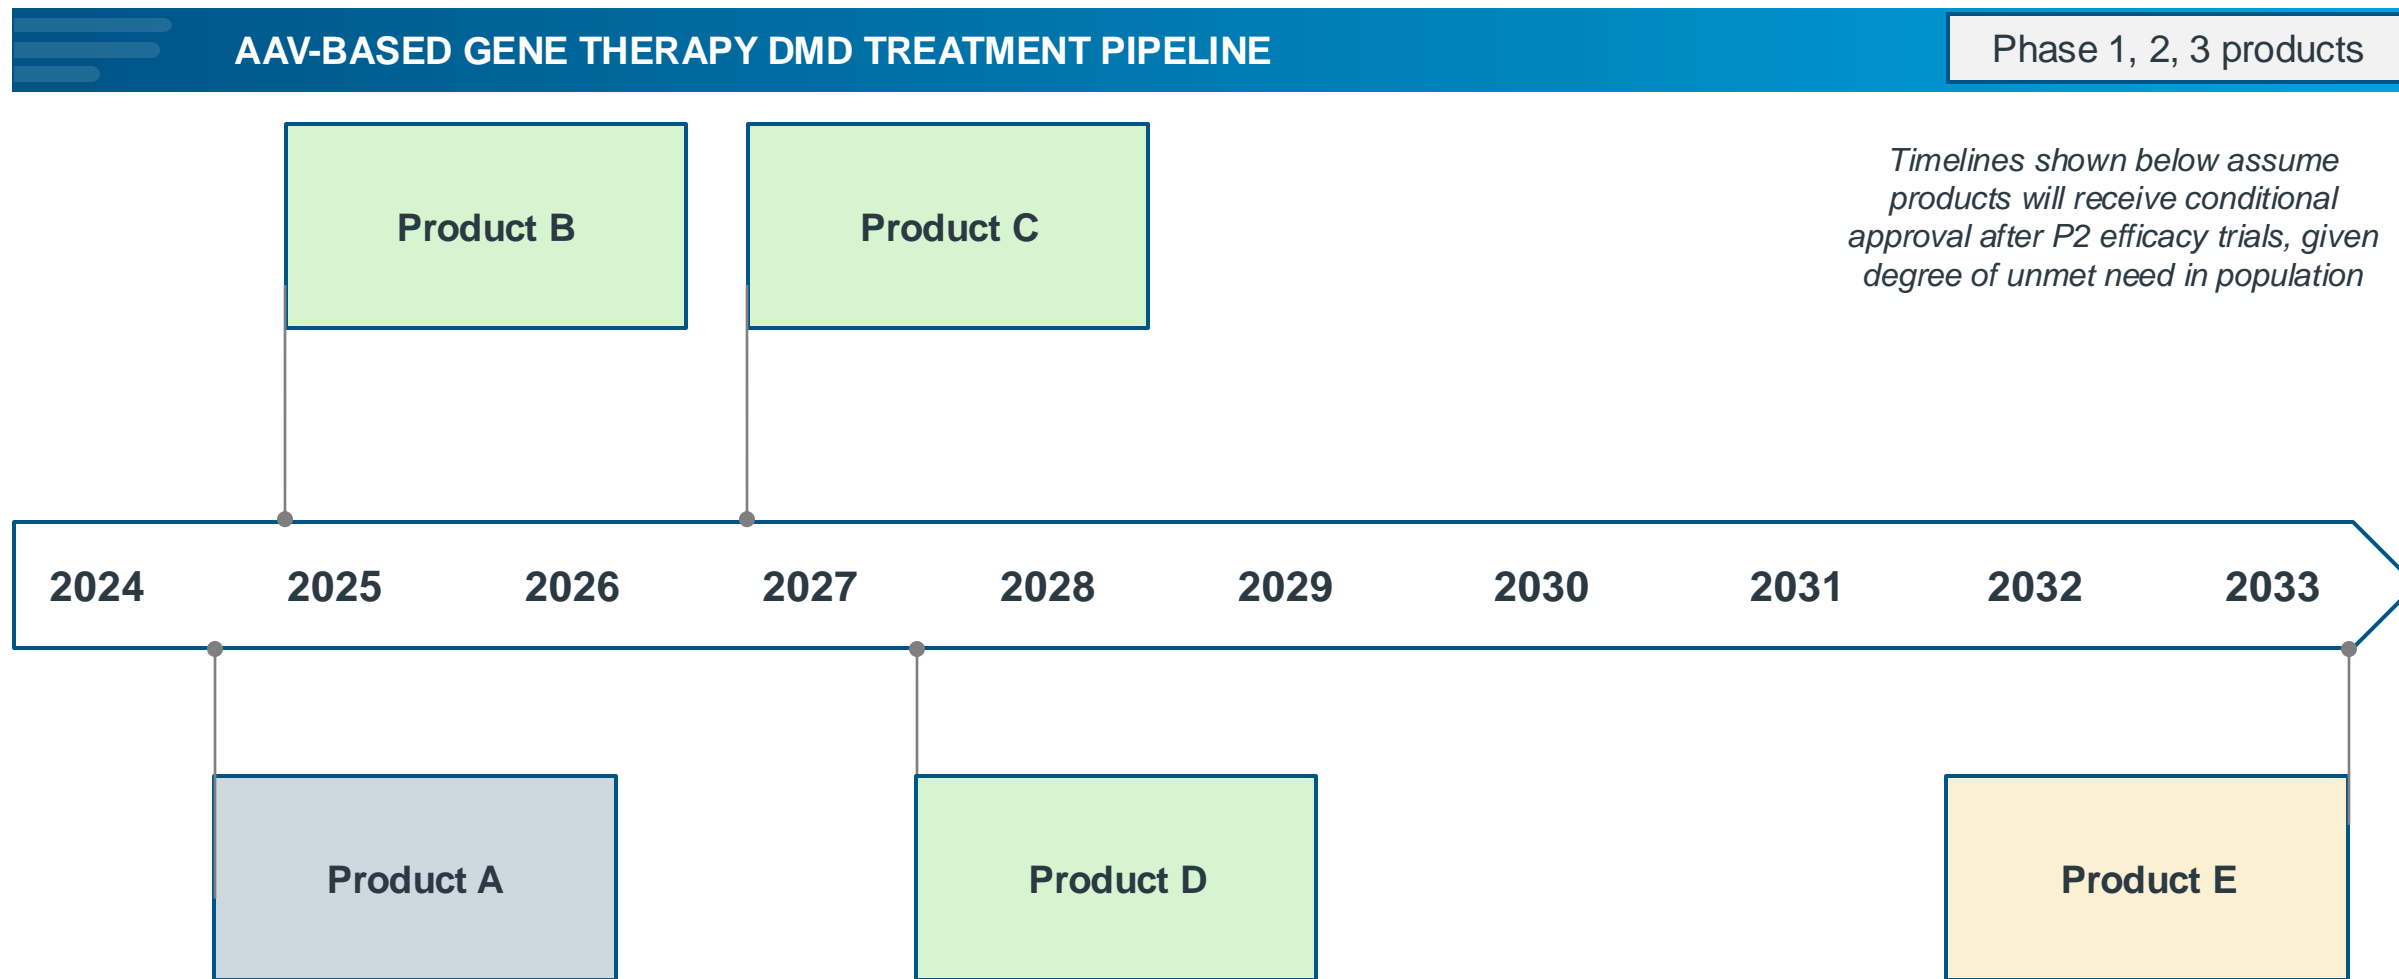 AAV-BASED GENE THERAPY DMD TREATMENT PIPELINE
Phase 1, 2, 3 products
Timelines shown below assume
products will receive conditional
approval after P2 efficacy trials, given
degree of unmet need in population
Product B
Product C
2024 2025 2026 2027 2028 2029 2030 2031 2032 2033
Product A
Product D
Product E